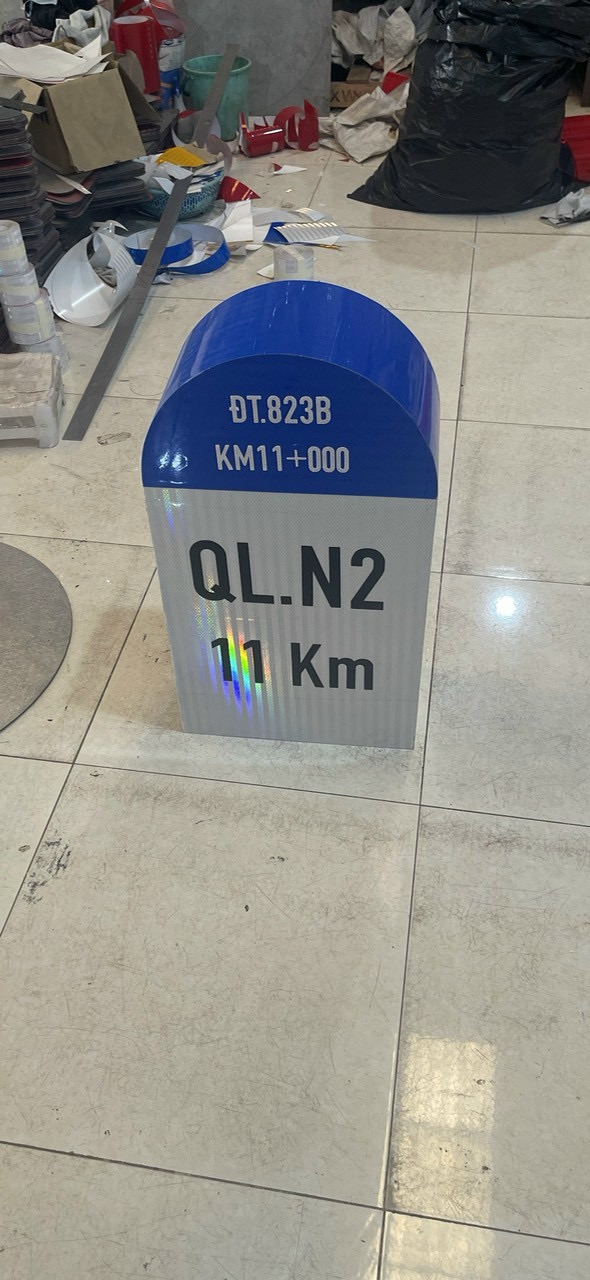 ĐT.823B
KM11+000
QL.N2
11 Km